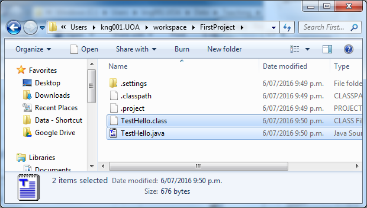 « Users ▸ kng001.UOA ▸ workspace ▸ FirstProject ▸
Search First...
Organize ▾ Open Share with ▾ Burn New folder
Name Date modified Type
Favorites
Desktop
Downloads
Recent Places
Data - Shortcut
Google Drive
Libraries
Documents
.settings 6/07/2016 9:49 p.m. File folder
.classpath 6/07/2016 9:49 p.m. CLASSPA
.project 6/07/2016 9:49 p.m. PROJECT
TestHello.class 6/07/2016 9:50 p.m. CLASS File
TestHello.java 6/07/2016 9:50 p.m. Java Sour
2 items selected Date modified: 6/07/2016 9:50 p.m.
Size: 676 bytes